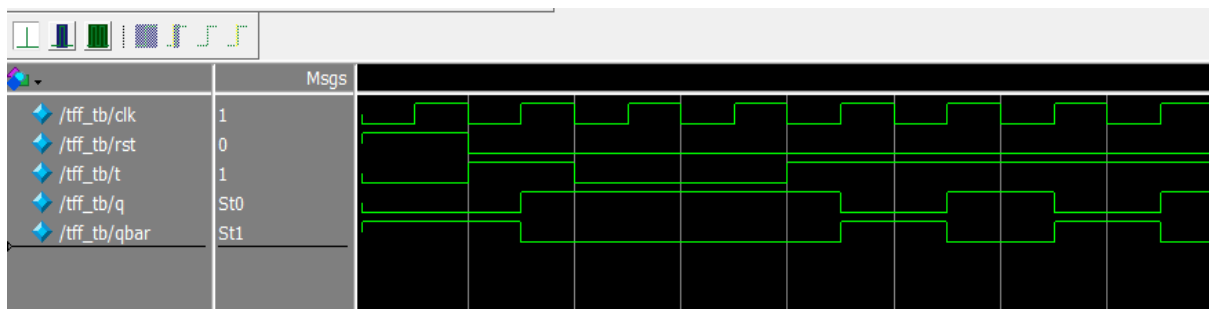 Msgs
/tff_tb/clk 1
/tff_tb/rst 0
/tff_tb/t 1
/tff_tb/q St0
/tff_tb/qbar St1